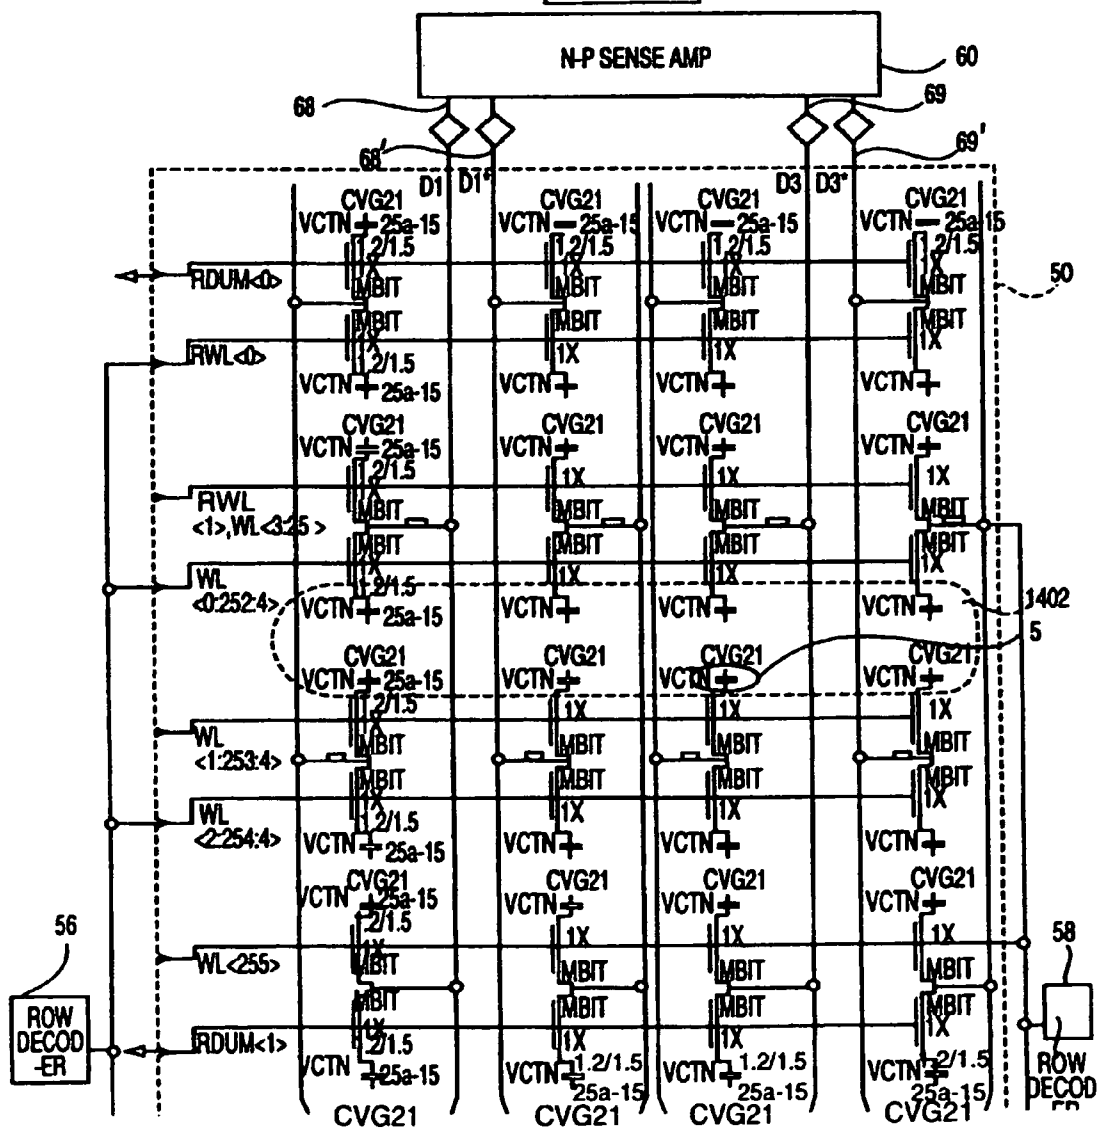 N-P SENSE AMP
60
68
69
68'
69'
D1 D1* D3 D3*
CVG21 CVG21 CVG21 CVG21
VCTN 25a-15 VCTN 25a-15 VCTN 25a-15 VCTN 25a-15
1.2/1.5 1.2/1.5 1.2/1.5 1.2/1.5
1X 1X 1X 1X
RDUM<0>
50
MBIT MBIT MBIT MBIT
MBIT MBIT MBIT MBIT
RWL<0>
1X 1X 1X 1X
1.2/1.5
VCTN 25a-15 VCTN VCTN VCTN
CVG21 CVG21 CVG21 CVG21
VCTN 25a-15 VCTN VCTN VCTN
1.2/1.5
1X 1X 1X 1X
RWL
<1>,WL<3:25 >
MBIT MBIT MBIT MBIT
MBIT MBIT MBIT MBIT
1X 1X 1X 1X
WL
<0:252:4>
1.2/1.5
VCTN 25a-15 VCTN VCTN VCTN
1402
5
CVG21 CVG21 CVG21 CVG21
VCTN 25a-15 VCTN VCTN VCTN
1.2/1.5
1X 1X 1X 1X
WL
<1:253:4>
MBIT MBIT MBIT MBIT
MBIT MBIT MBIT MBIT
1X 1X 1X 1X
WL
<2:254:4>
1.2/1.5
VCTN 25a-15 VCTN VCTN VCTN
CVG21 CVG21 CVG21 CVG21
VCTN 25a-15 VCTN VCTN VCTN
1.2/1.5
1X 1X 1X 1X
56
58
WL<255>
MBIT MBIT MBIT MBIT
MBIT MBIT MBIT MBIT
ROW
DECOD
-ER
1X 1X 1X 1X
RDUM<1>
1.2/1.5 1.2/1.5 1.2/1.5 2/1.5
VCTN 25a-15 VCTN 25a-15 VCTN 25a-15 VCTN 25a-15
ROW
DECOD
CVG21 CVG21 CVG21 CVG21